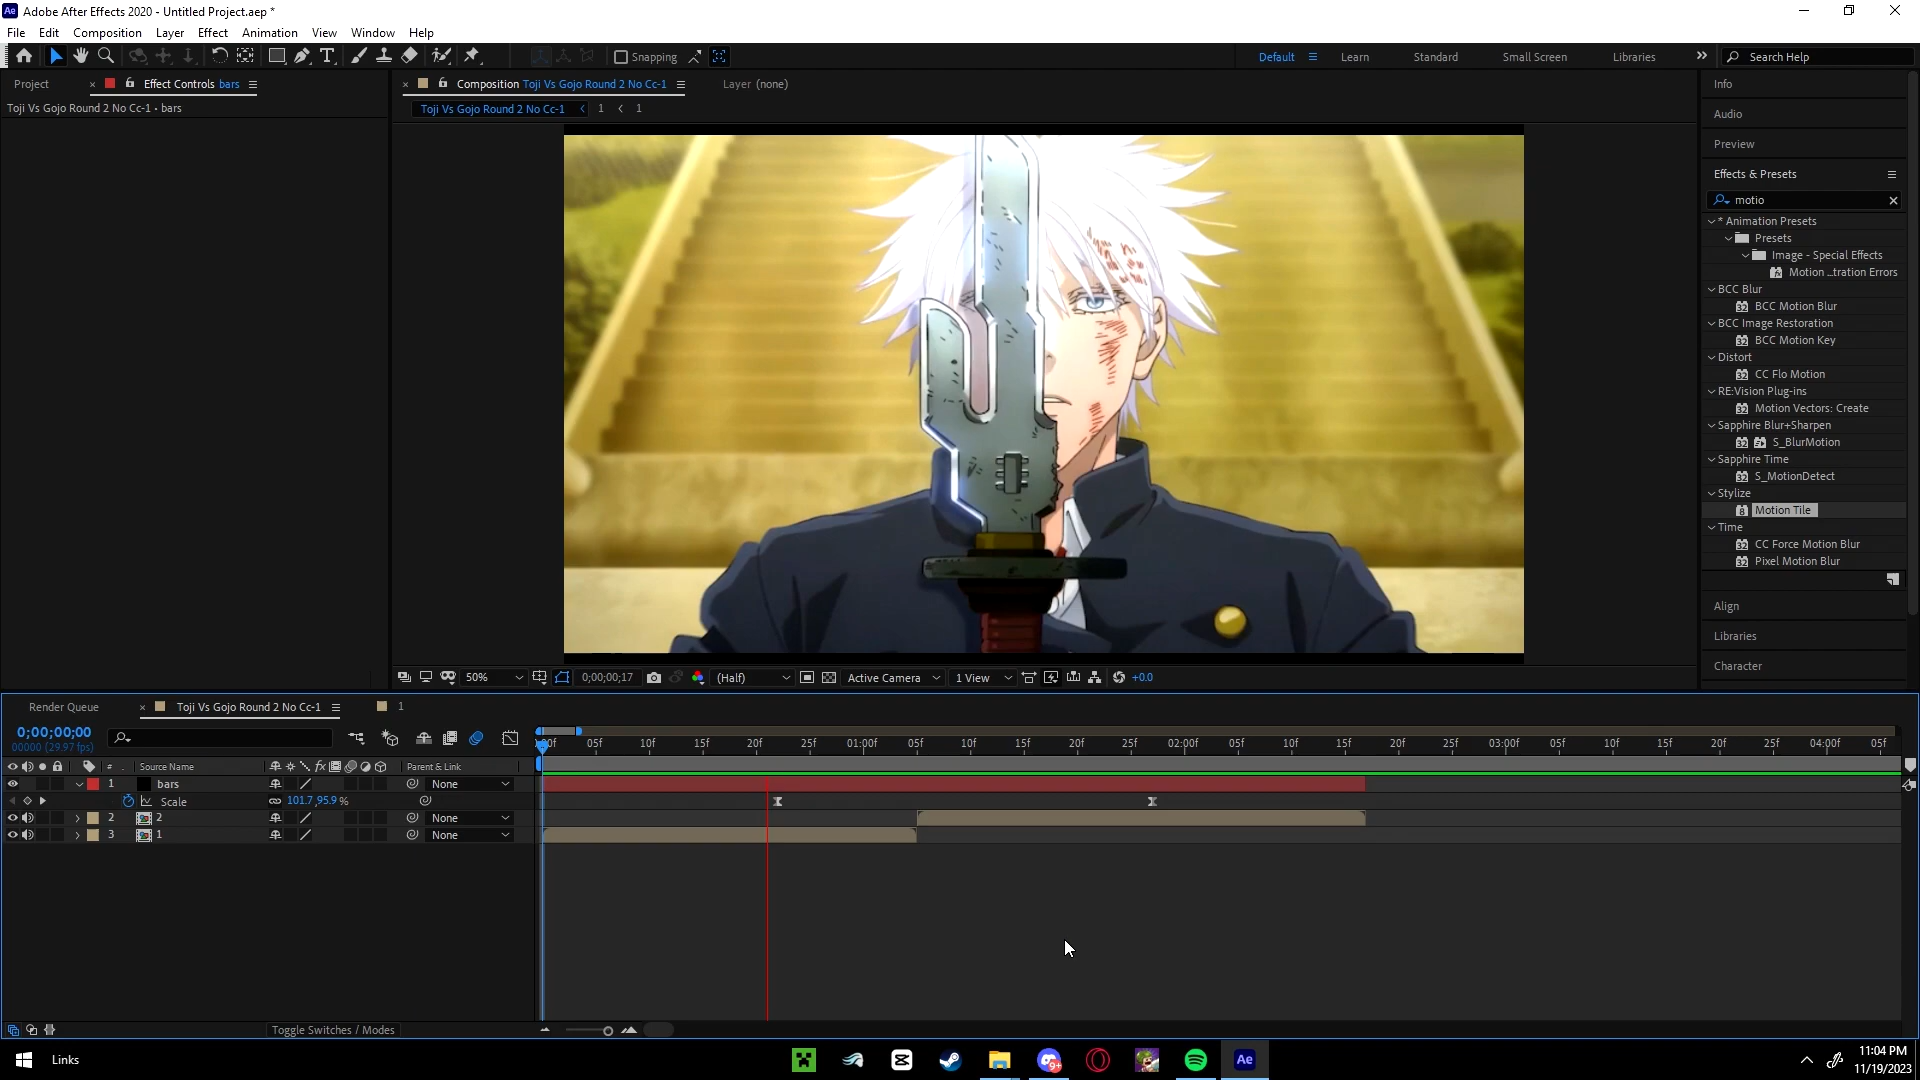 Ae Adobe After Effects 2020 - Untitled Project.aep *
File Edit Composition Layer Effect Animation View Window Help
Snapping Default Learn Standard Small Screen Libraries Search Help
Project Effect Controls bars
Toji Vs Gojo Round 2 No Cc-1 • bars
Composition Toji Vs Gojo Round 2 No Cc-1 Layer (none)
Toji Vs Gojo Round 2 No Cc-1 1 1
Info
Audio
Preview
Effects & Presets
motio
* Animation Presets
Presets
Image - Special Effects
Motion ...tration Errors
BCC Blur
BCC Motion Blur
BCC Image Restoration
BCC Motion Key
Distort
CC Flo Motion
RE:Vision Plug-ins
Motion Vectors: Create
Sapphire Blur+Sharpen
S_BlurMotion
Sapphire Time
S_MotionDetect
Stylize
Motion Tile
Time
CC Force Motion Blur
Pixel Motion Blur
Align
Libraries
Character
50% 0;00;00;17 (Half) Active Camera 1 View +0.0
Render Queue Toji Vs Gojo Round 2 No Cc-1 1
0;00;00;00
00000 (29.97 fps)
05f 10f 15f 20f 25f 01:00f 05f 10f 15f 20f 25f 02:00f 05f 10f 15f 20f 25f 03:00f 05f 10f 15f 20f 25f 04:00f 05f
# Source Name fx Parent & Link
1 bars None
Scale 101.7,95.9 %
2 2 None
3 1 None
Toggle Switches / Modes
Links 9+ Ae
11:04 PM
11/19/2023